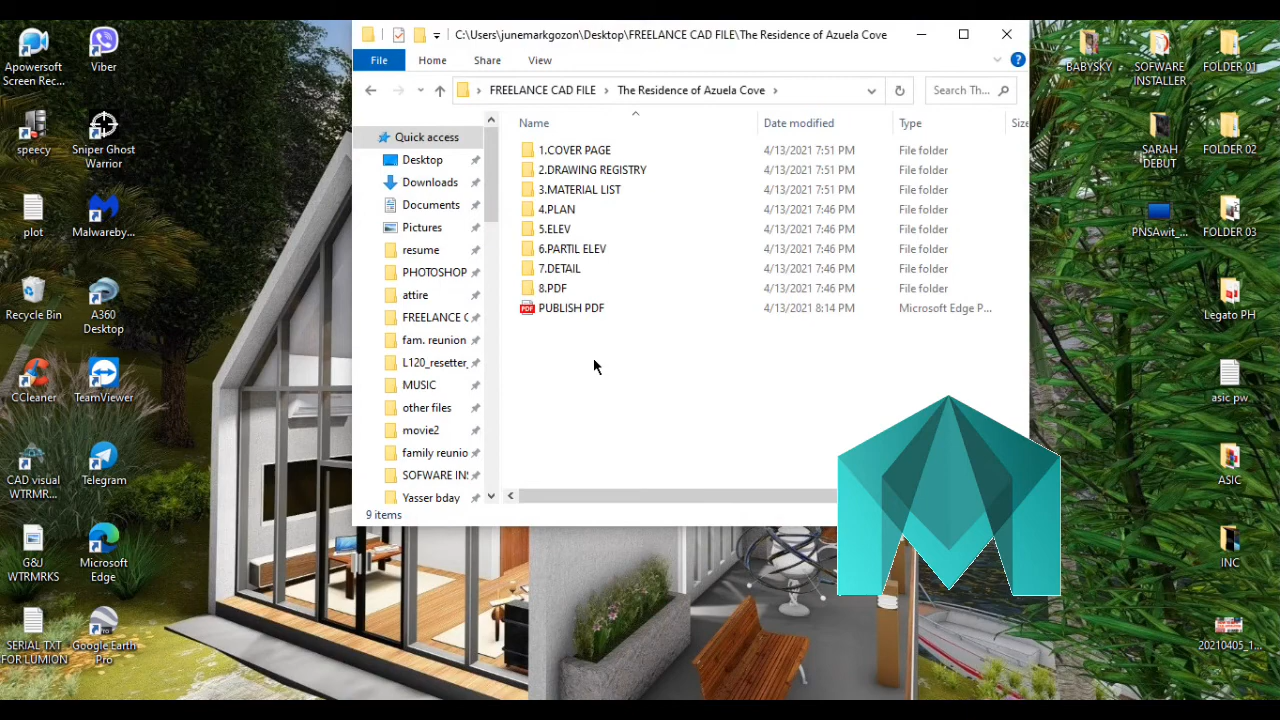 Apowersoft
Screen Rec...
Viber
speecy
Sniper Ghost
Warrior
plot
Malwareby...
Recycle Bin
A360
Desktop
CCleaner
TeamViewer
CAD visual
WTRMR...
Telegram
G&J
WTRMRKS
Microsoft
Edge
SERIAL TXT
FOR LUMION
Google Earth
Pro
C:\Users\junemarkgozon\Desktop\FREELANCE CAD FILE\The Residence of Azuela Cove
File Home Share View
FREELANCE CAD FILE > The Residence of Azuela Cove >
Search Th...
Quick access
Desktop
Downloads
Documents
Pictures
resume
PHOTOSHOP
attire
FREELANCE C
fam. reunion
L120_resetter_
MUSIC
other files
movie2
family reunio
SOFWARE IN
Yasser bday
Name Date modified Type Size
1.COVER PAGE 4/13/2021 7:51 PM File folder
2.DRAWING REGISTRY 4/13/2021 7:51 PM File folder
3.MATERIAL LIST 4/13/2021 7:51 PM File folder
4.PLAN 4/13/2021 7:46 PM File folder
5.ELEV 4/13/2021 7:46 PM File folder
6.PARTIL ELEV 4/13/2021 7:46 PM File folder
7.DETAIL 4/13/2021 7:46 PM File folder
8.PDF 4/13/2021 7:46 PM File folder
PUBLISH PDF 4/13/2021 8:14 PM Microsoft Edge P...
9 items
BABYSKY
SOFWARE
INSTALLER
FOLDER 01
SARAH
DEBUT
FOLDER 02
PNSAwit_...
FOLDER 03
Legato PH
asic pw
ASIC
INC
20210405_1...